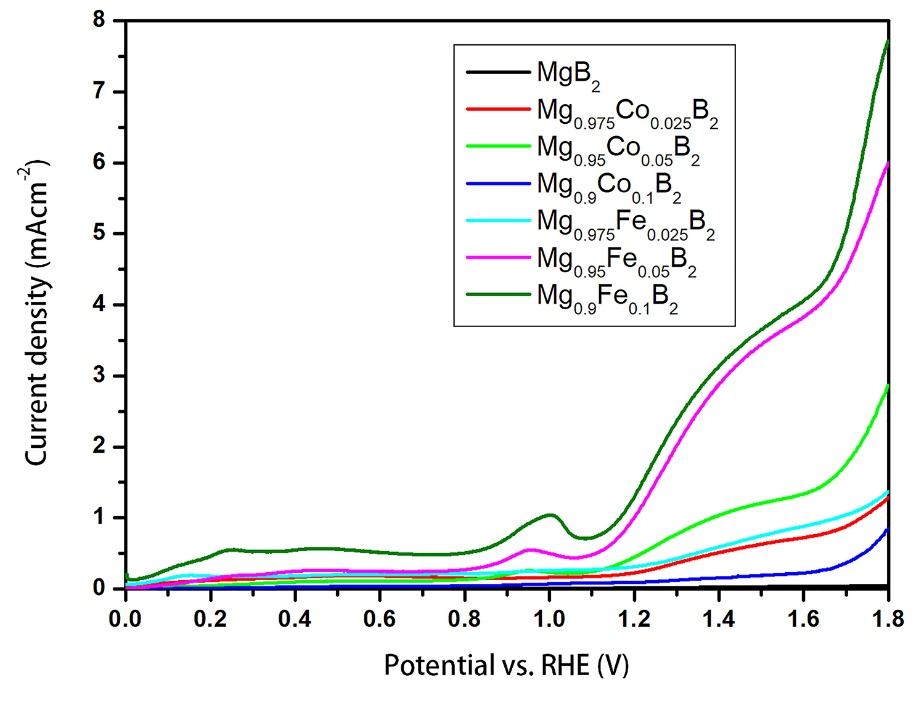 8
7
6
5
4
3
2
1
0
Current density (mAcm-2)
MgB2
Mg0.975Co0.025B2
Mg0.95Co0.05B2
Mg0.9Co0.1B2
Mg0.975Fe0.025B2
Mg0.95Fe0.05B2
Mg0.9Fe0.1B2
0.0 0.2 0.4 0.6 0.8 1.0 1.2 1.4 1.6 1.8
Potential vs. RHE (V)